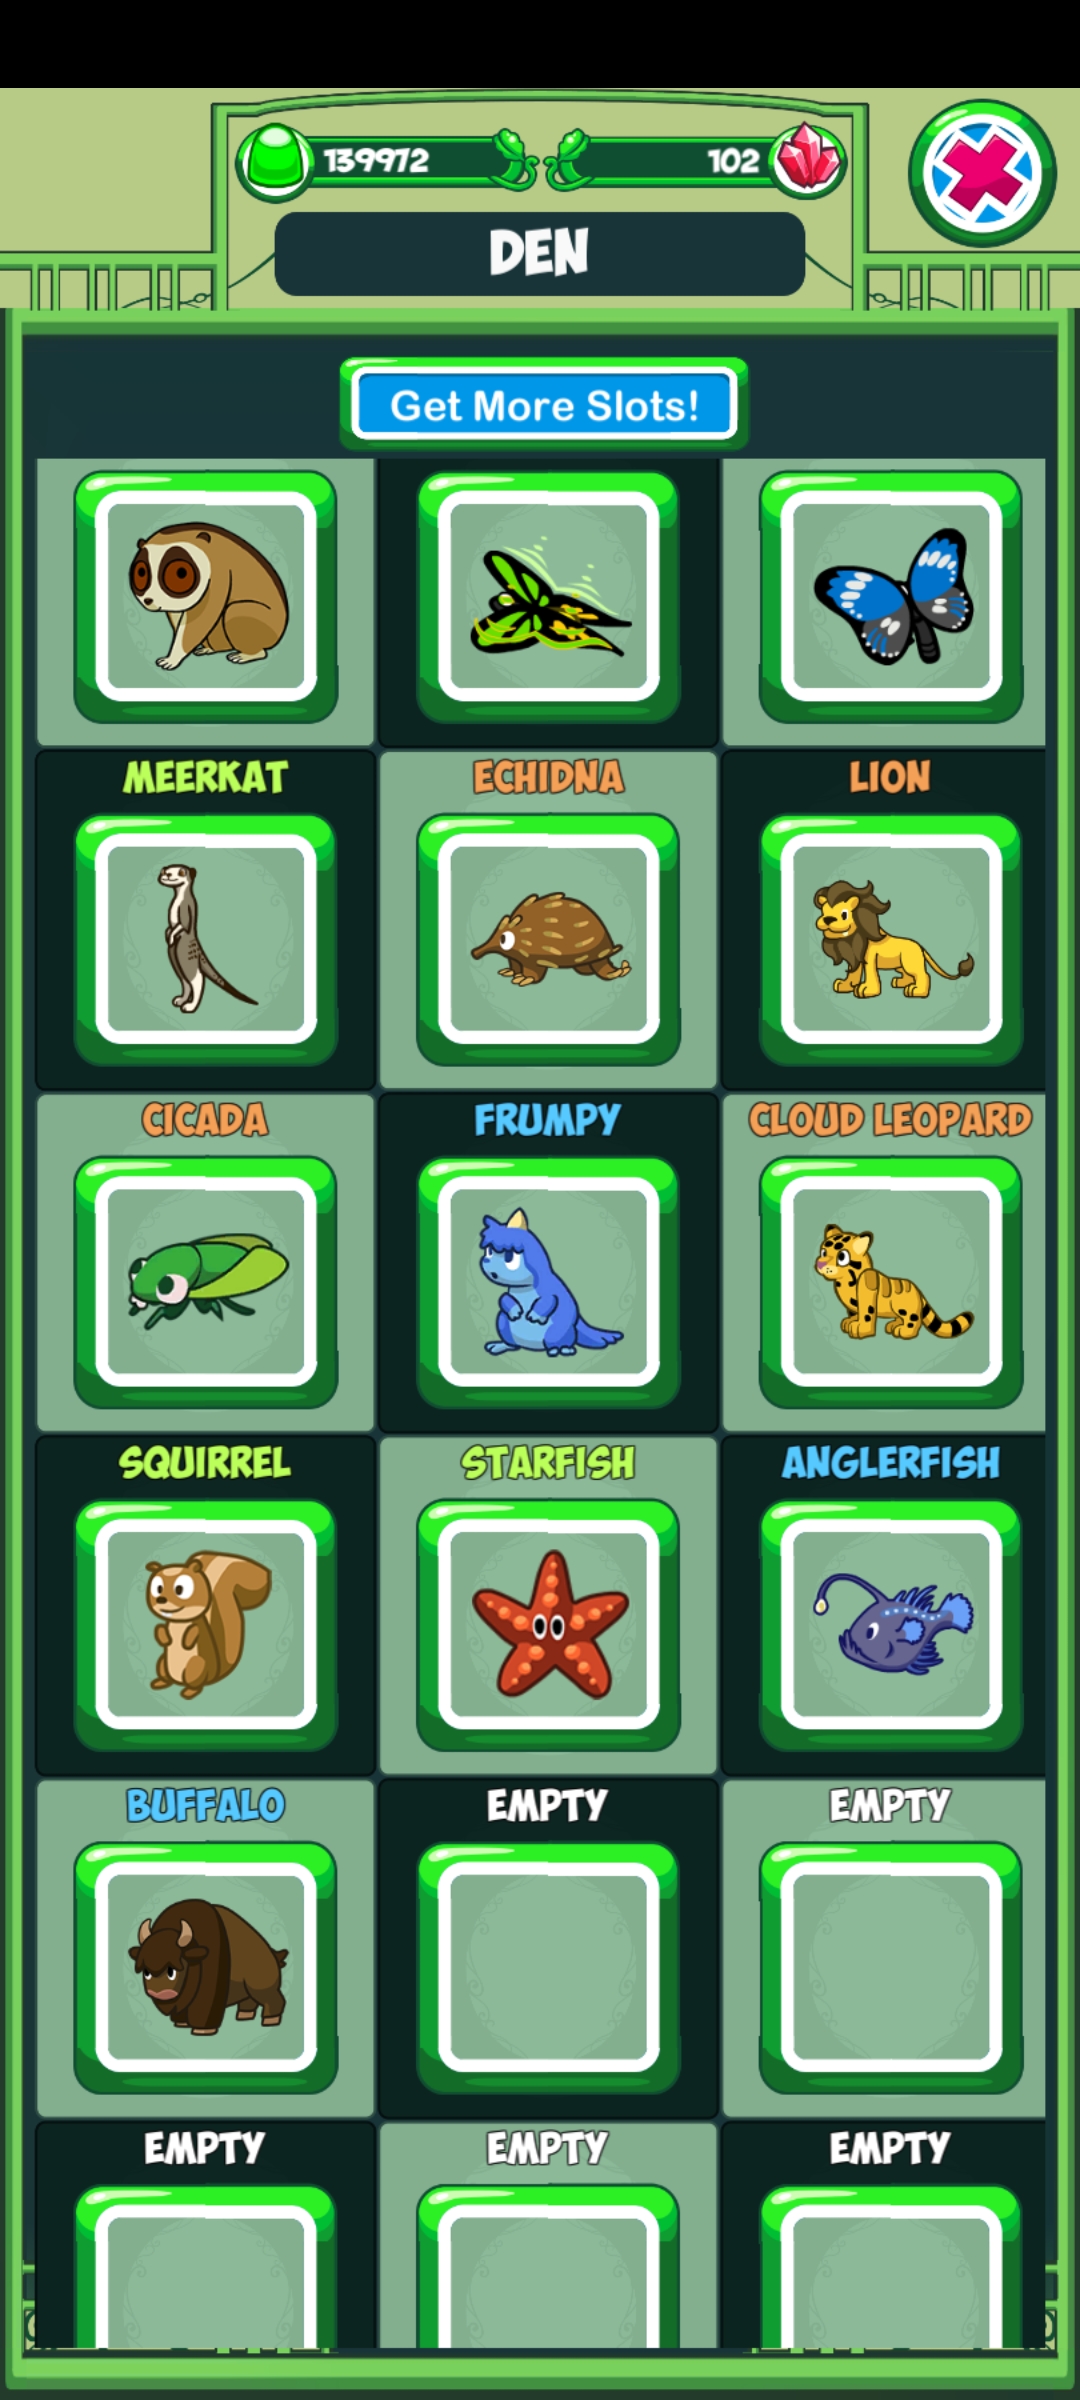 139972
102
DEN
Get More Slots!
MEERKAT
ECHIDNA
LION
CICADA
FRUMPY
CLOUD LEOPARD
SQUIRREL
STARFISH
ANGLERFISH
BUFFALO
EMPTY
EMPTY
EMPTY
EMPTY
EMPTY